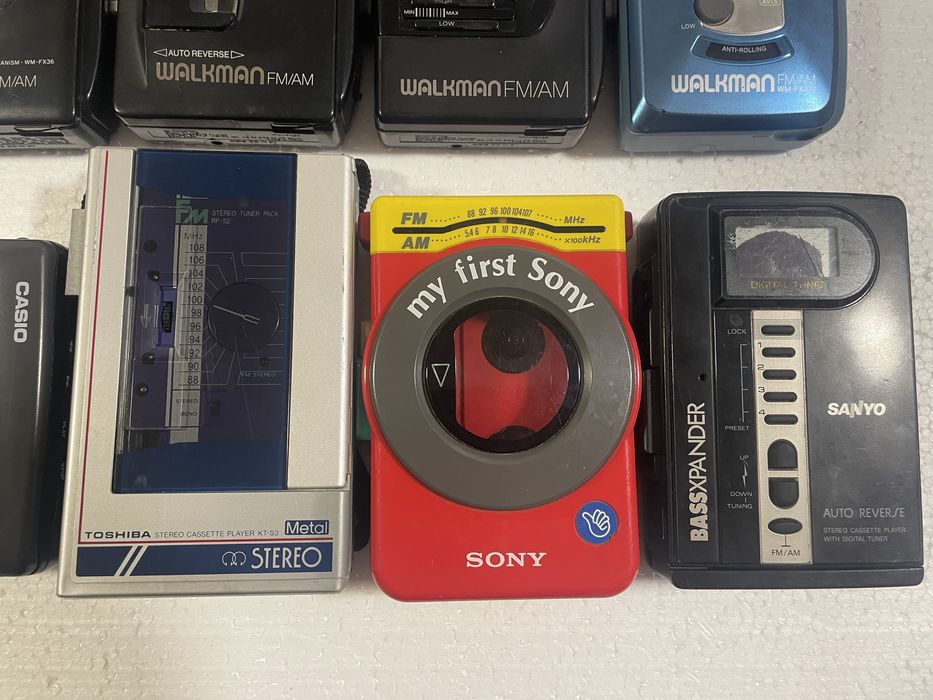 ANISM · WM-FX36
M/AM
◁AUTO REVERSE▷
WALKMAN FM/AM
MIN MAX
LOW
WALKMAN FM/AM
LOW
AVLS
ANTI-ROLLING
WALKMAN FM/AM
CASIO
PLAY
FM STEREO TUNER PACK
RP-S2
MHz
108
106
104
102
100
98
96
94
92
90
88
FM STEREO
STEREO
MONO
TOSHIBA STEREO CASSETTE PLAYER KT-S3 Metal
STEREO
FM 88 92 96 100 104 107 MHz
AM 5.4 6 7 8 10 12 14 16 ×100kHz
my first Sony
SONY
PRESET
DIGITAL TUNER
LOCK
1
2
3
4
PRESET
UP
DOWN
TUNING
FM/AM
BASSXPANDER
SANYO
AUTO REVERSE
STEREO CASSETTE PLAYER
WITH DIGITAL TUNER